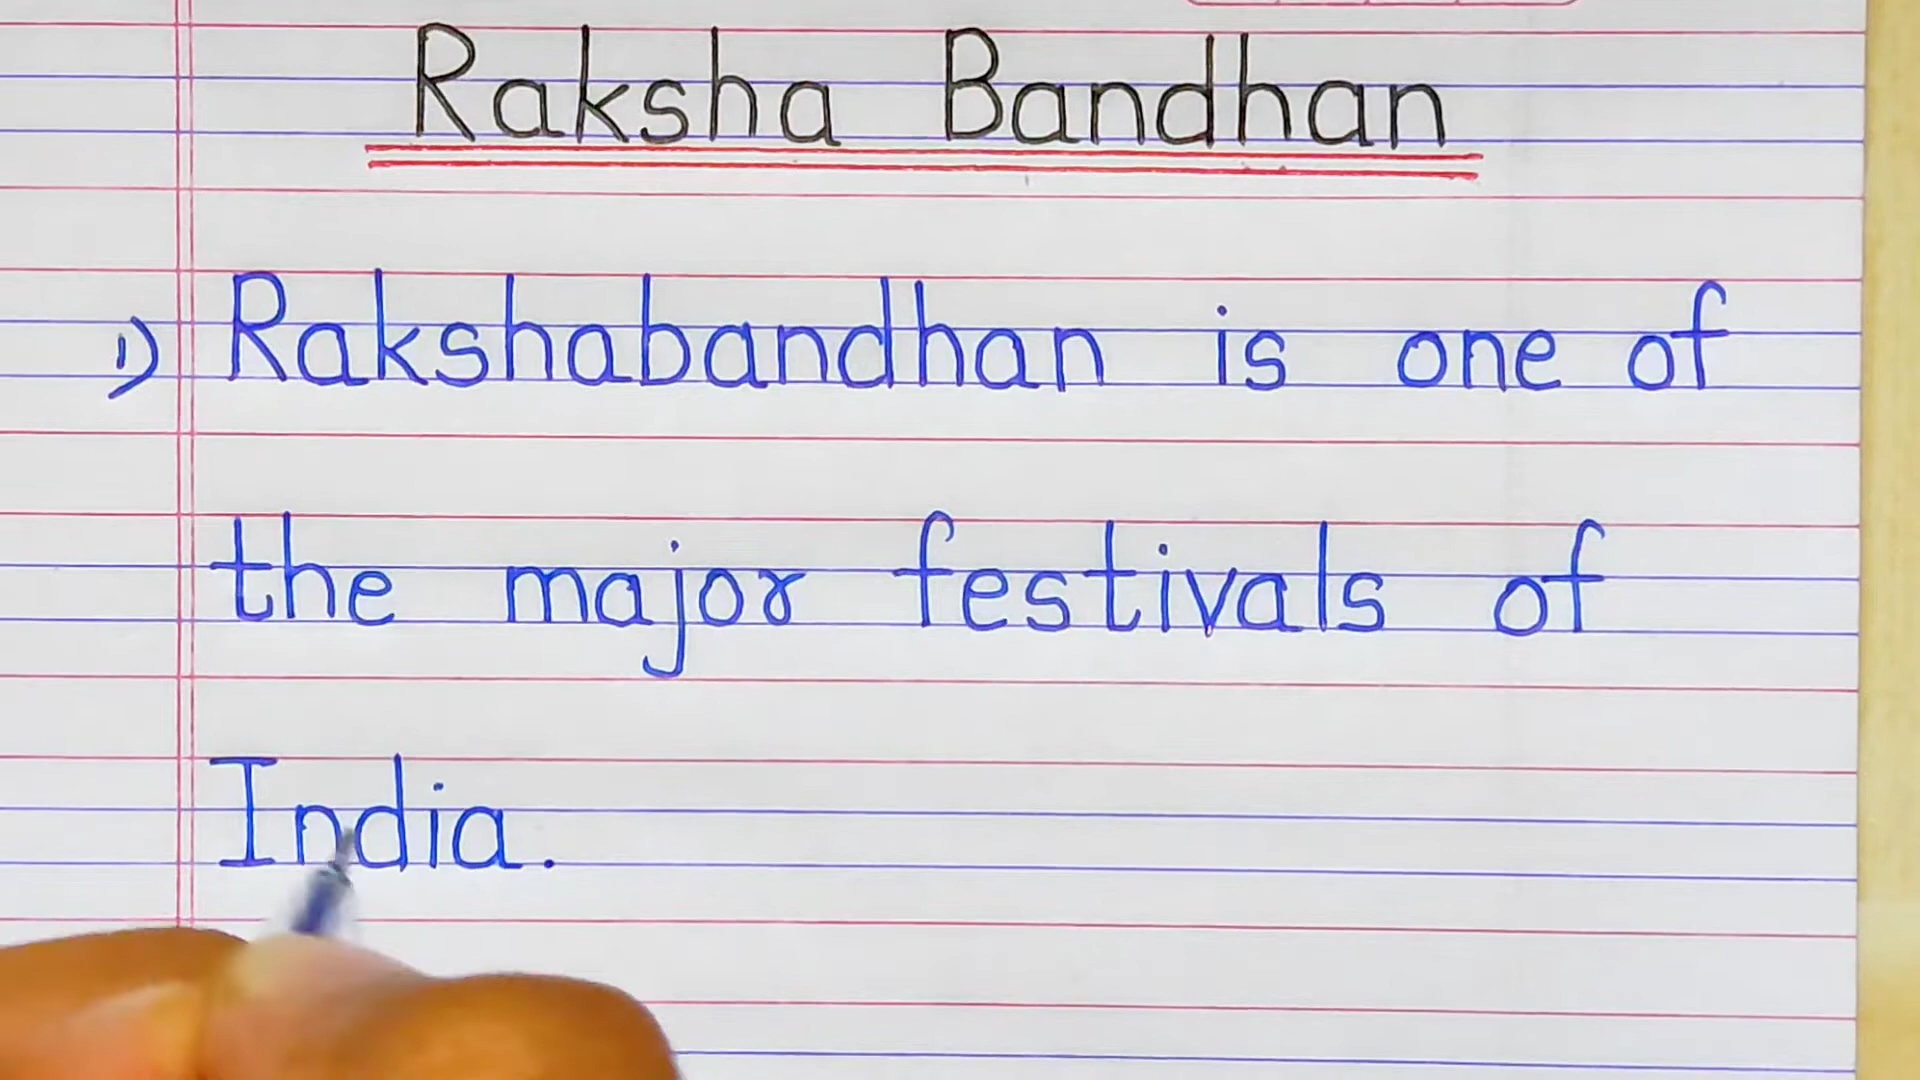 Raksha Bandhan
1) Rakshabandhan is one of
the major festivals of
India.